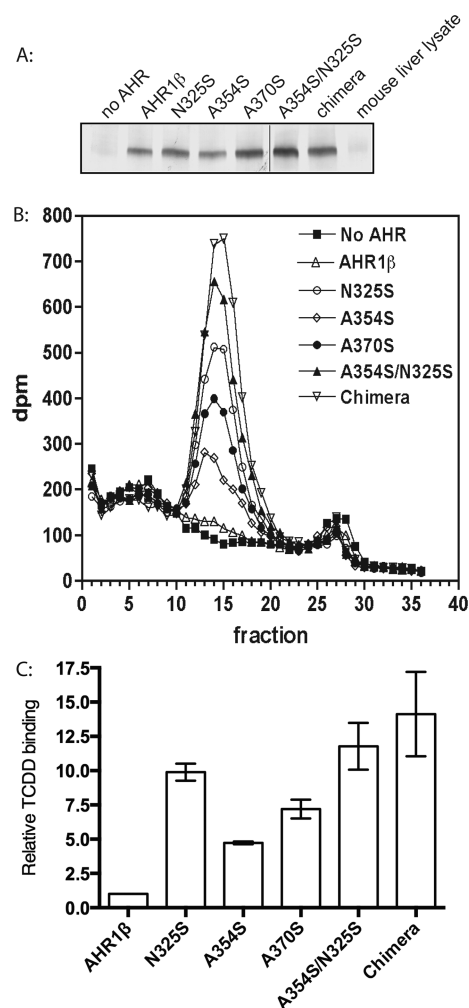 A:
no AHR
AHR1β
N325S
A354S
A370S
A354S/N325S
chimera
mouse liver lysate
B:
800
700
600
500
400
300
200
100
0
dpm
No AHR
AHR1β
N325S
A354S
A370S
A354S/N325S
Chimera
0 5 10 15 20 25 30 35 40
fraction
C:
17.5
15.0
12.5
10.0
7.5
5.0
2.5
0.0
Relative TCDD binding
AHR1β
N325S
A354S
A370S
A354S/N325S
Chimera